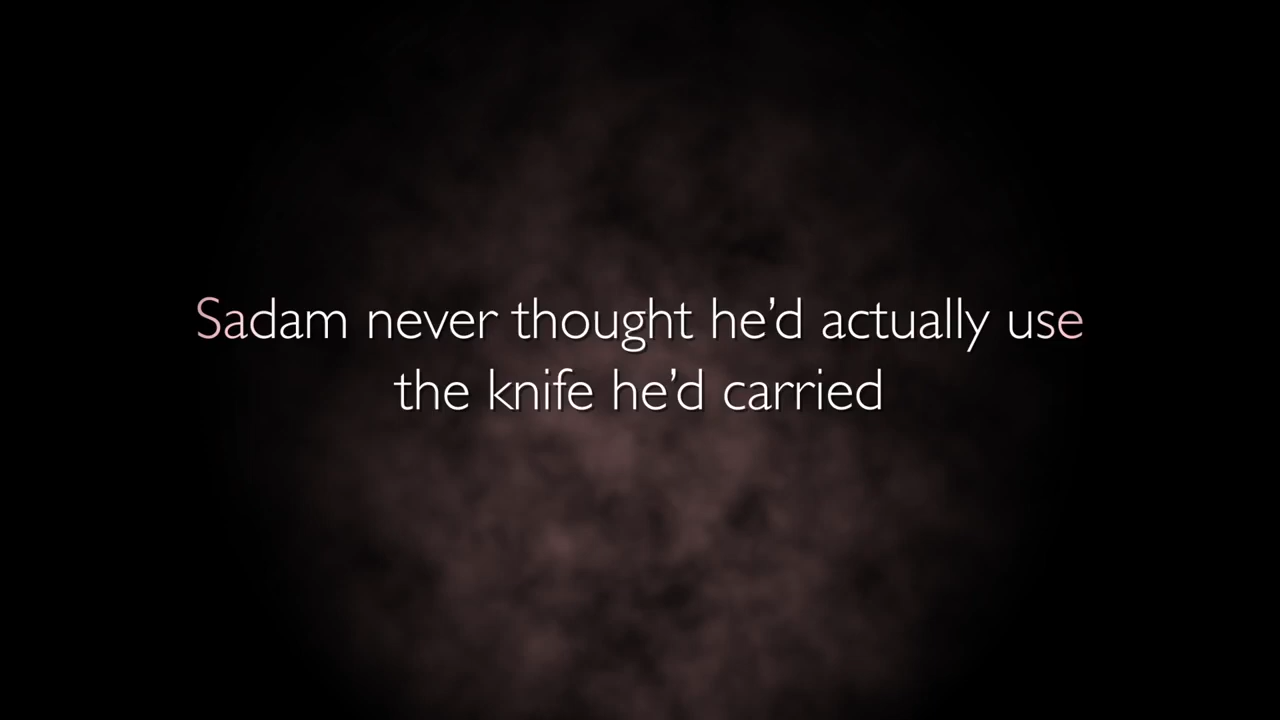 Sadam never thought he’d actually use
the knife he’d carried